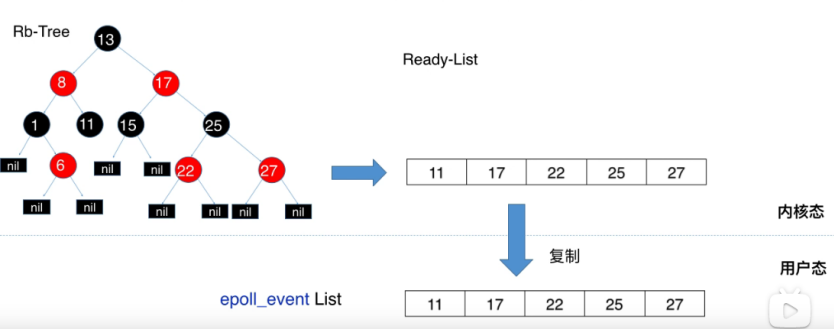 Rb-Tree
13
Ready-List
8 17
1 11 15 25
nil 6 nil nil 22 27
11 17 22 25 27
nil nil nil nil nil nil
内核态
复制
用户态
epoll_event List
11 17 22 25 27